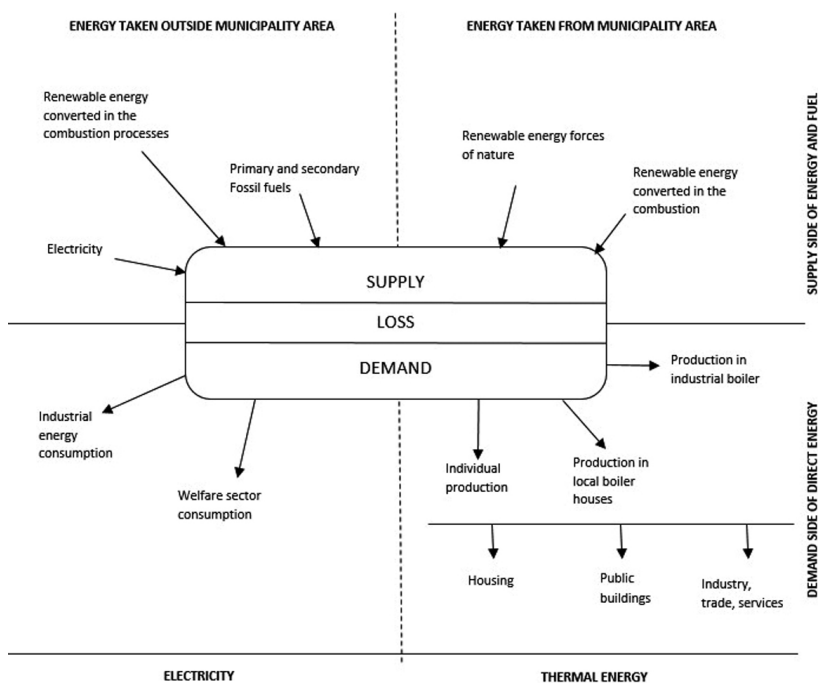 ENERGY TAKEN OUTSIDE MUNICIPALITY AREA
ENERGY TAKEN FROM MUNICIPALITY AREA
Renewable energy
converted in the
combustion processes
Primary and secondary
Fossil fuels
Electricity
Renewable energy forces
of nature
Renewable energy
converted in the
combustion
SUPPLY SIDE OF ENERGY AND FUEL
SUPPLY
LOSS
DEMAND
Industrial
energy
consumption
Welfare sector
consumption
Production in
industrial boiler
Individual
production
Production in
local boiler
houses
Housing
Public
buildings
Industry,
trade, services
DEMAND SIDE OF DIRECT ENERGY
ELECTRICITY
THERMAL ENERGY